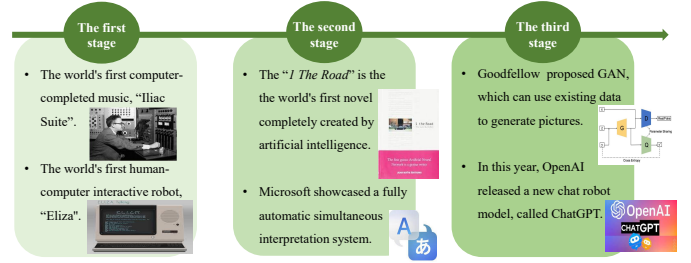 The first
stage
The second
stage
The third
stage
• The world's first computer-
completed music, "Iliac
Suite".
• The world's first human-
computer interactive robot,
"Eliza".
• The "1 The Road" is the
the world's first novel
completely created by
artificial intelligence.
1 The Road
• Microsoft showcased a fully
automatic simultaneous
interpretation system.
A
あ
• Goodfellow proposed GAN,
which can use existing data
to generate pictures.
G
D
Q
• In this year, OpenAI
released a new chat robot
model, called ChatGPT.
OpenAI
CHATGPT